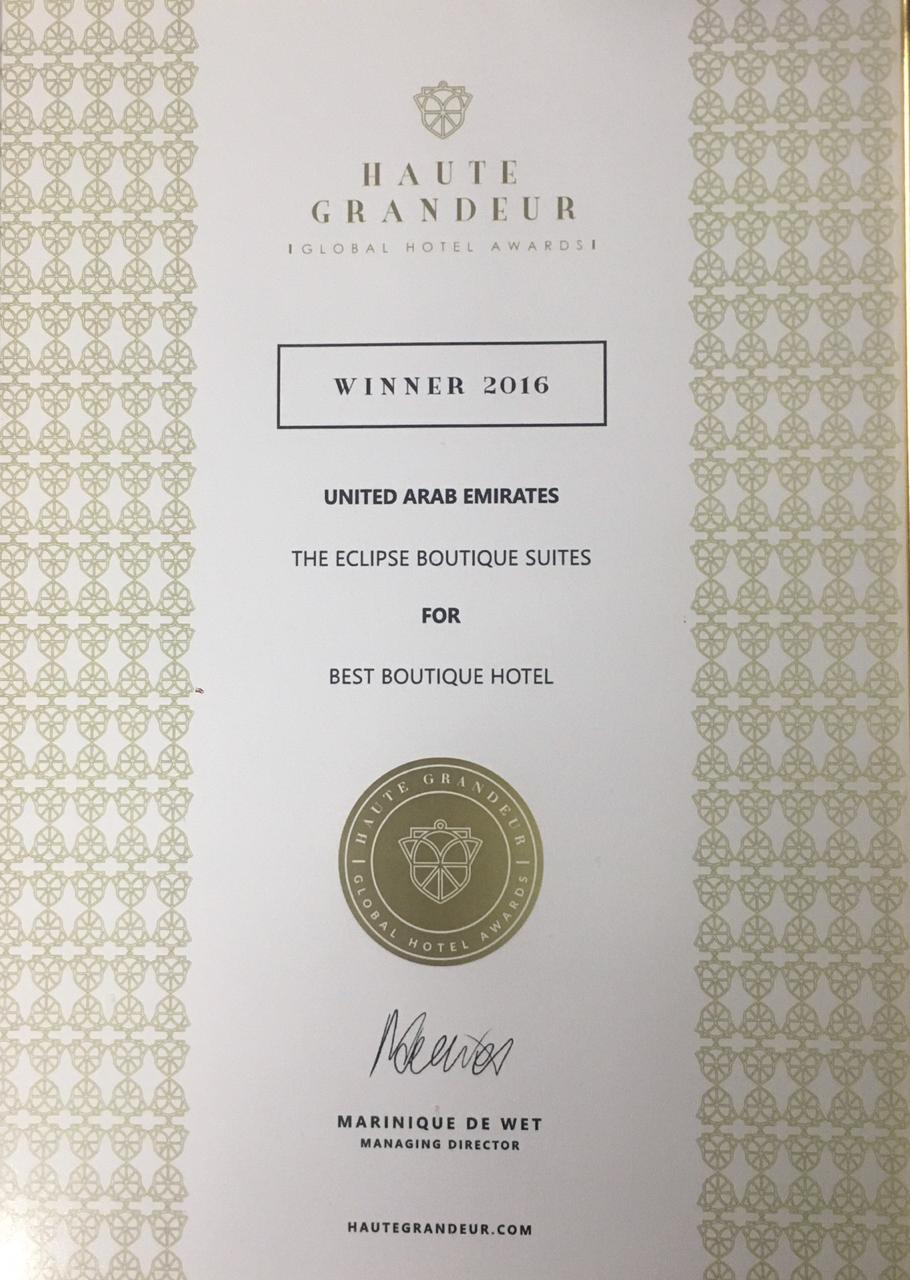 HAUTE
GRANDEUR
GLOBAL HOTEL AWARDS
WINNER 2016
UNITED ARAB EMIRATES
THE ECLIPSE BOUTIQUE SUITES
FOR
BEST BOUTIQUE HOTEL
HAUTE GRANDEUR
GLOBAL HOTEL AWARDS
MARINIQUE DE WET
MANAGING DIRECTOR
HAUTEGRANDEUR.COM